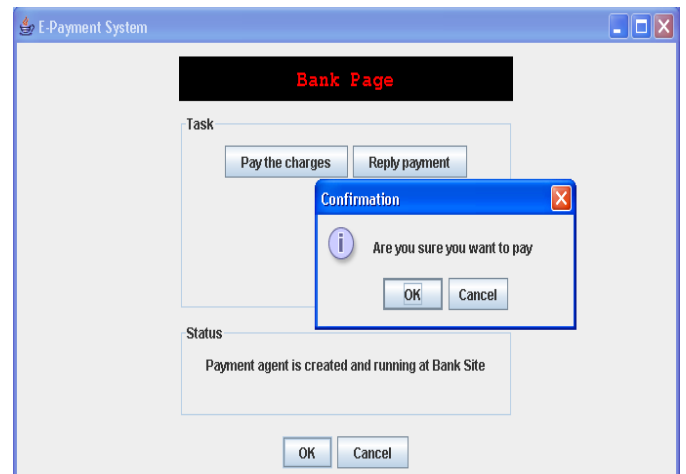 E-Payment System
Bank Page
Task
Pay the charges Reply payment
Confirmation
Are you sure you want to pay
OK Cancel
Status
Payment agent is created and running at Bank Site
OK Cancel